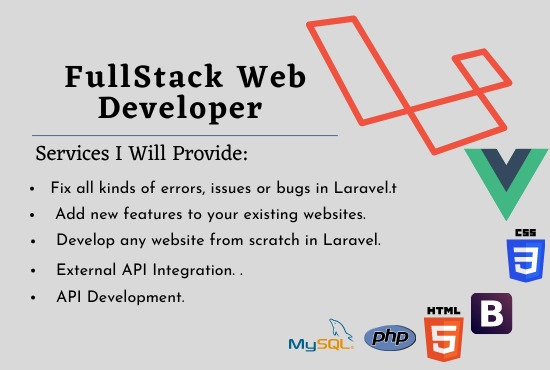 FullStack Web
Developer
Services I Will Provide:
• Fix all kinds of errors, issues or bugs in Laravel.t
• Add new features to your existing websites.
• Develop any website from scratch in Laravel.
• External API Integration. .
• API Development.
CSS
3
B
HTML
5
php
MySQL